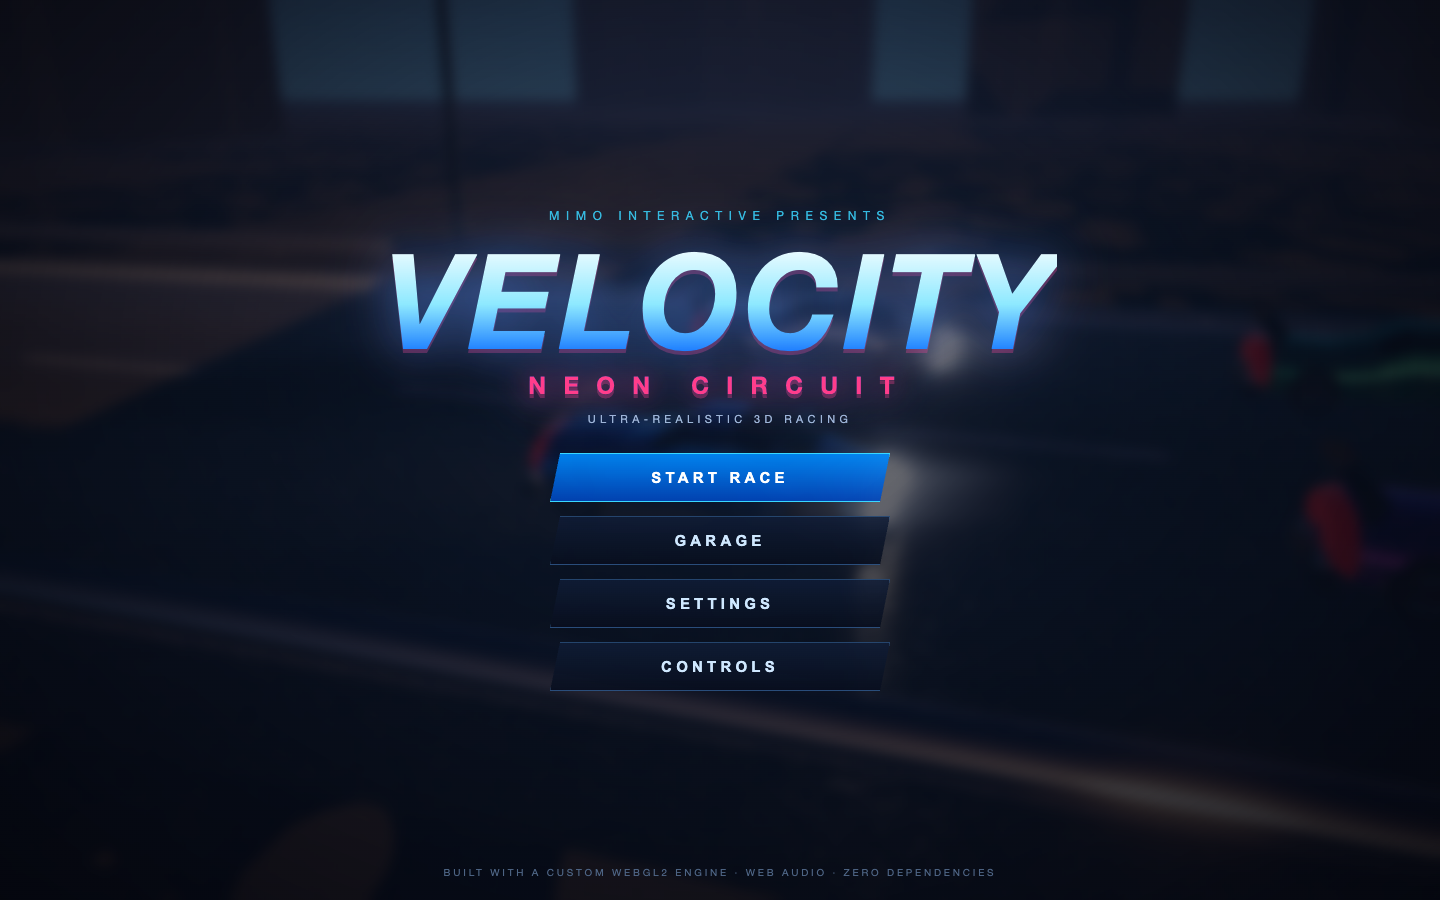 MIMO INTERACTIVE PRESENTS
VELOCITY
NEON CIRCUIT
ULTRA-REALISTIC 3D RACING
START RACE
GARAGE
SETTINGS
CONTROLS
BUILT WITH A CUSTOM WEBGL2 ENGINE · WEB AUDIO · ZERO DEPENDENCIES